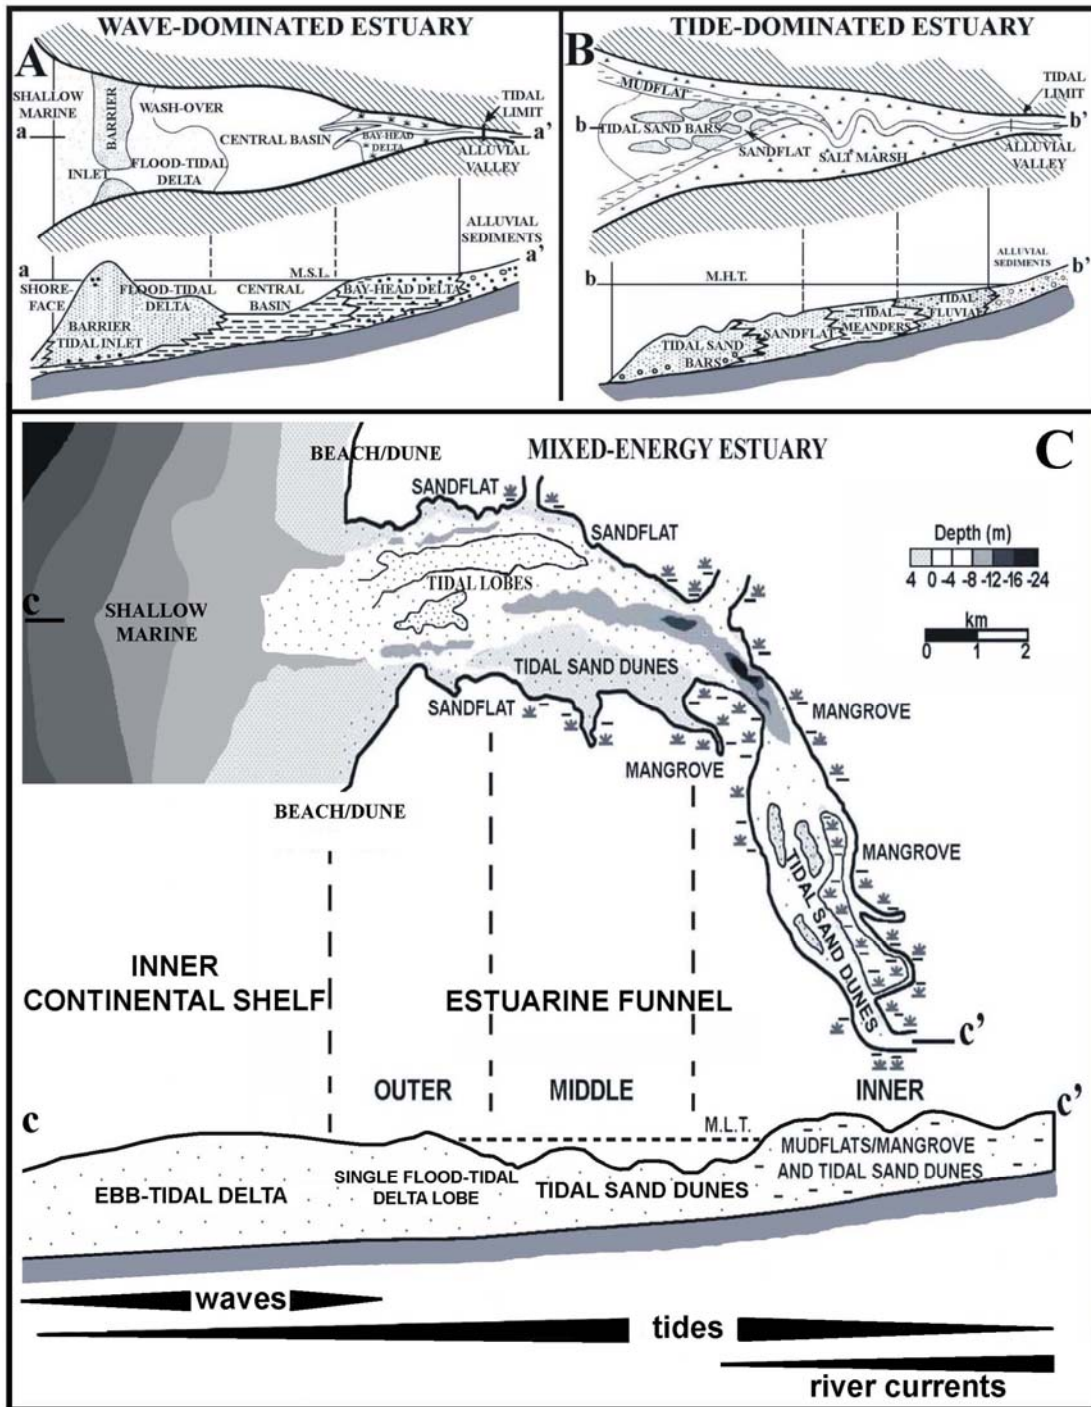 WAVE-DOMINATED ESTUARY
A
SHALLOW
MARINE
BARRIER
WASH-OVER
CENTRAL BASIN
BAY-HEAD
DELTA
TIDAL
LIMIT
a
a'
INLET
FLOOD-TIDAL
DELTA
ALLUVIAL
VALLEY
ALLUVIAL
SEDIMENTS
a
a'
M.S.L.
SHORE-
FACE
FLOOD-TIDAL
DELTA
CENTRAL
BASIN
BAY-HEAD DELTA
BARRIER
TIDAL INLET
TIDE-DOMINATED ESTUARY
B
MUDFLAT
TIDAL
LIMIT
b
b'
TIDAL SAND BARS
SANDFLAT
SALT MARSH
ALLUVIAL
VALLEY
ALLUVIAL
SEDIMENTS
b
b'
M.H.T.
TIDAL SAND
BARS
SANDFLAT
TIDAL
MEANDERS
TIDAL
FLUVIAL
MIXED-ENERGY ESTUARY
C
BEACH/DUNE
SANDFLAT
SANDFLAT
Depth (m)
4 0 -4 -8 -12 -16 -24
km
0 1 2
TIDAL LOBES
c
SHALLOW
MARINE
TIDAL SAND DUNES
SANDFLAT
MANGROVE
MANGROVE
BEACH/DUNE
MANGROVE
TIDAL SAND DUNES
INNER
CONTINENTAL SHELF
ESTUARINE FUNNEL
c'
OUTER
MIDDLE
INNER
c
c'
M.L.T.
EBB-TIDAL DELTA
SINGLE FLOOD-TIDAL
DELTA LOBE
TIDAL SAND DUNES
MUDFLATS/MANGROVE
AND TIDAL SAND DUNES
waves
tides
river currents